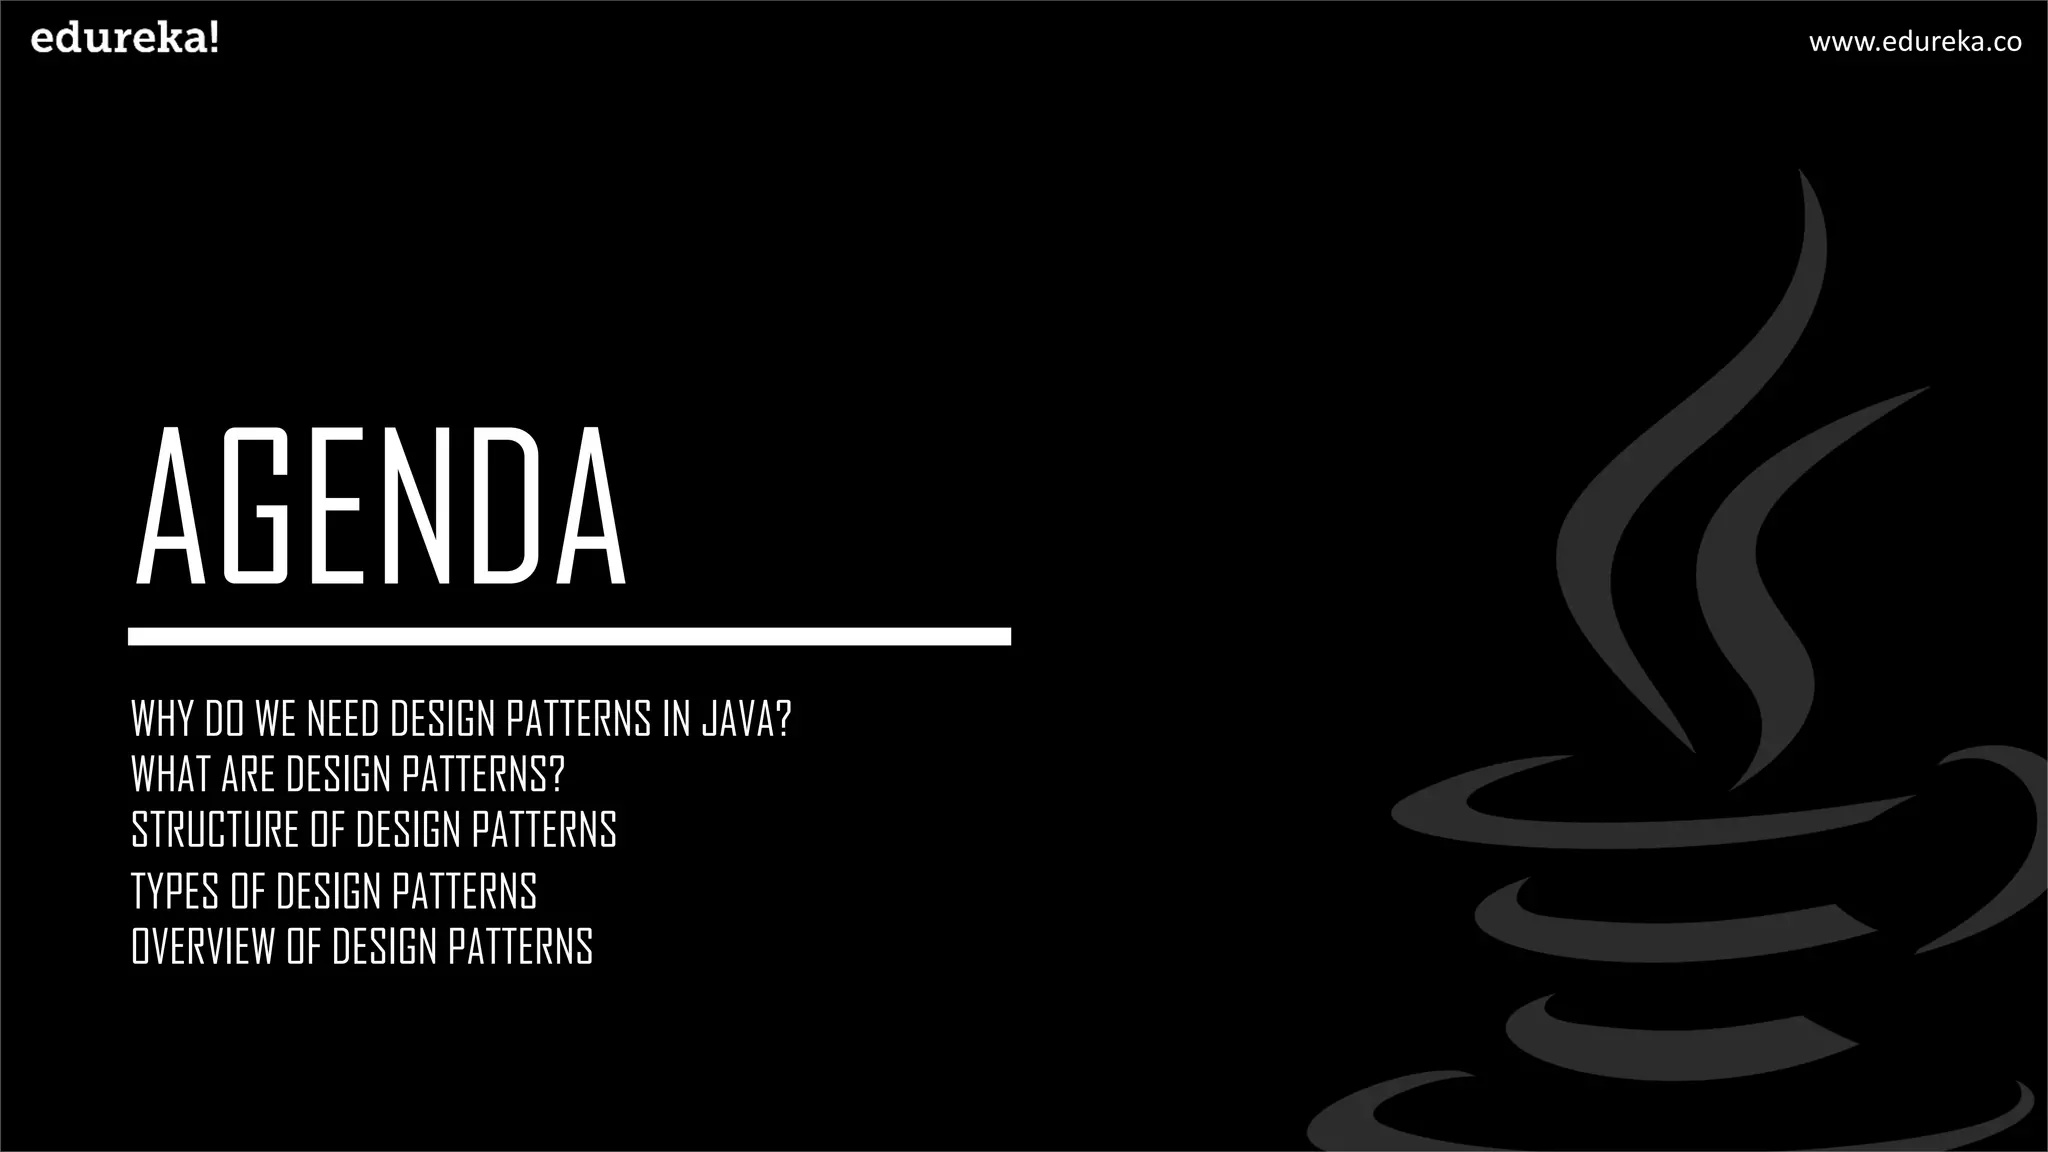 edureka!
www.edureka.co
AGENDA
WHY DO WE NEED DESIGN PATTERNS IN JAVA?
WHAT ARE DESIGN PATTERNS?
STRUCTURE OF DESIGN PATTERNS
TYPES OF DESIGN PATTERNS
OVERVIEW OF DESIGN PATTERNS